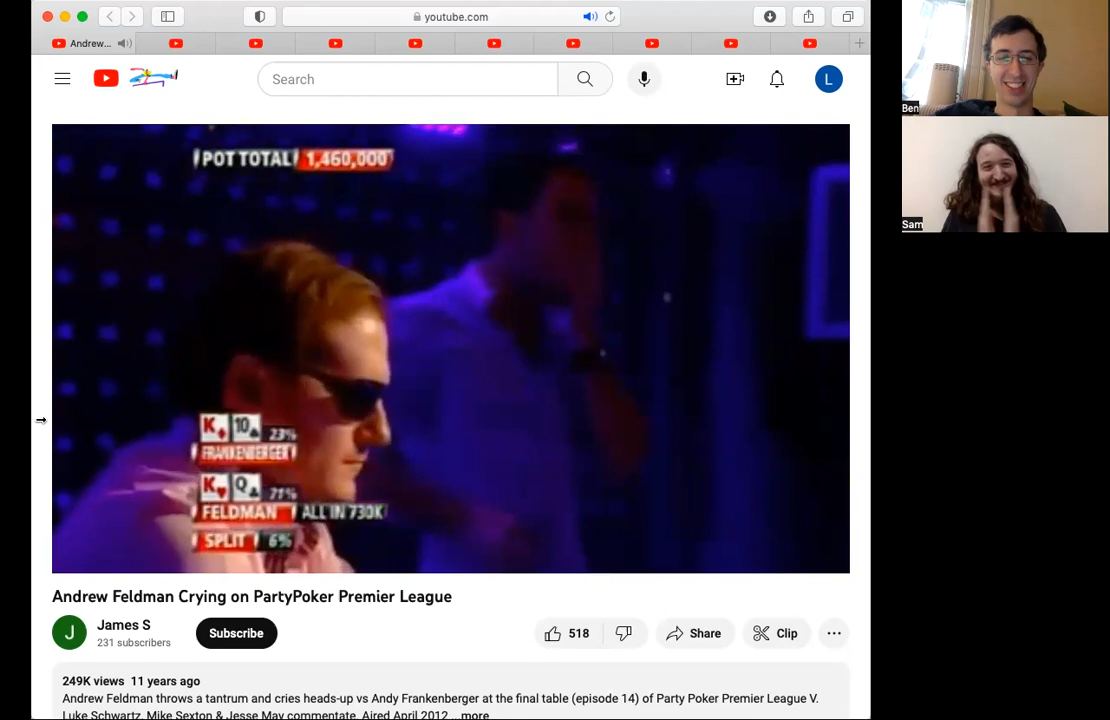 youtube.com
Andrew...
Search
L
Ben
Sam
POT TOTAL 1,460,000
K 10 23%
FRANKENBERGER
K Q 71%
FELDMAN ALL IN 730K
SPLIT 6%
Andrew Feldman Crying on PartyPoker Premier League
J
James S
231 subscribers
Subscribe
518
Share
Clip
249K views 11 years ago
Andrew Feldman throws a tantrum and cries heads-up vs Andy Frankenberger at the final table (episode 14) of Party Poker Premier League V.
Luke Schwartz, Mike Sexton & Jesse May commentate. Aired April 2012 ...more